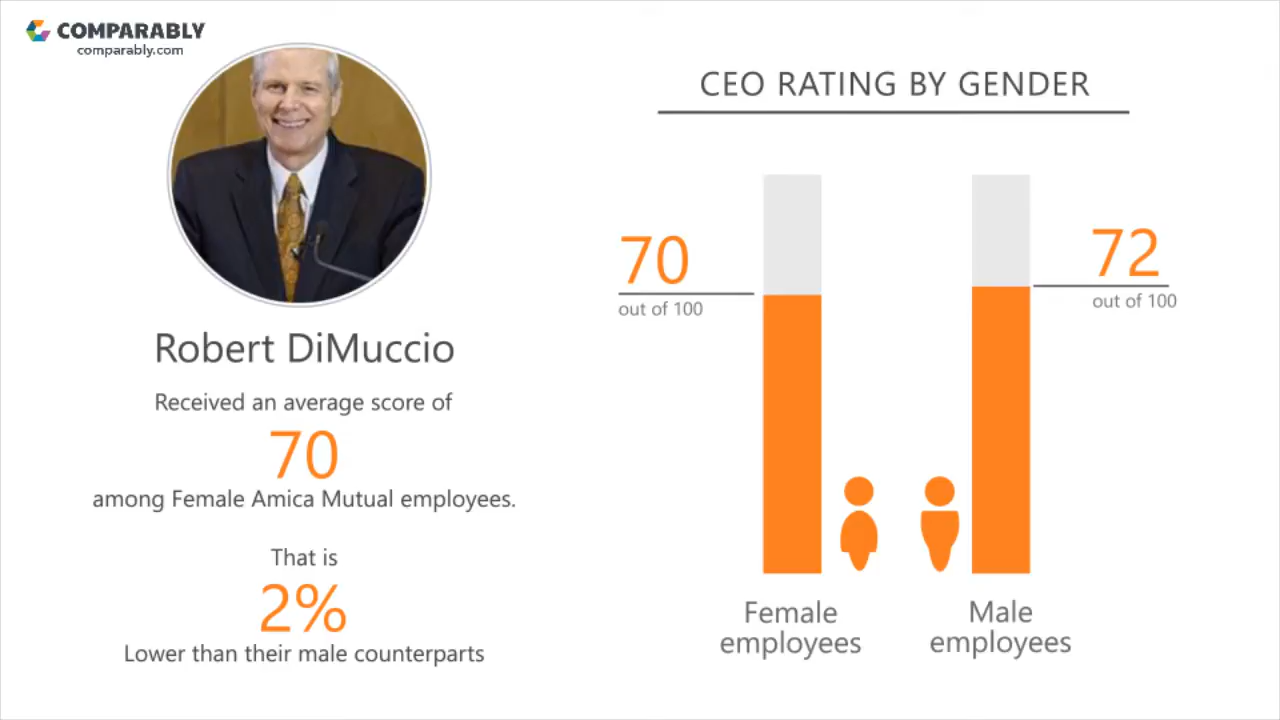 COMPARABLY
comparably.com
Robert DiMuccio
Received an average score of
70
among Female Amica Mutual employees.
That is
2%
Lower than their male counterparts
CEO RATING BY GENDER
70
out of 100
72
out of 100
Female
employees
Male
employees